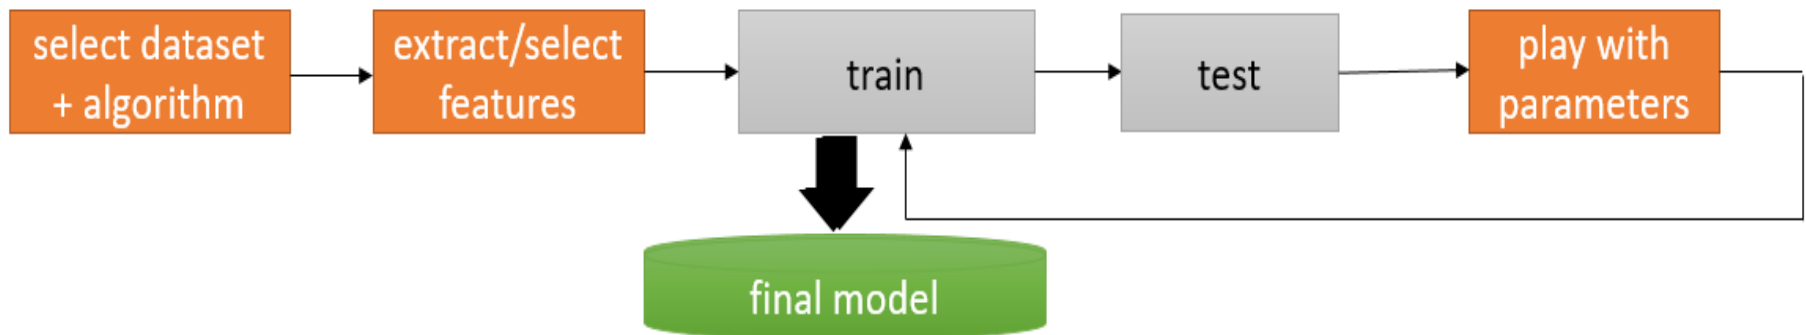 select dataset
+ algorithm
extract/select
features
train
test
play with
parameters
final model